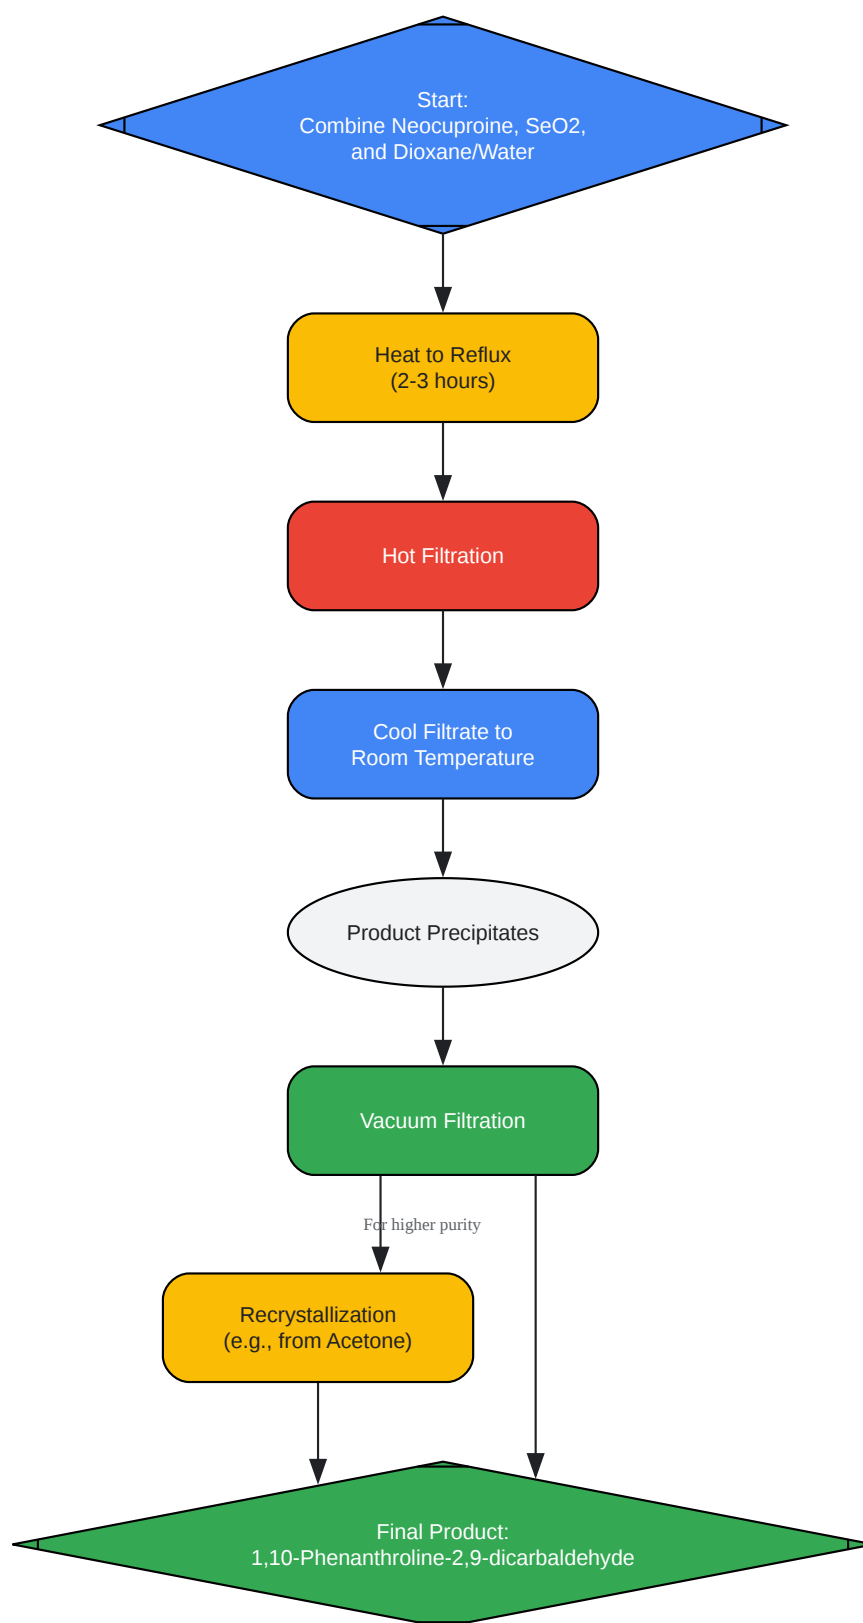 Start:
Combine Neocuproine, SeO2,
and Dioxane/Water
Heat to Reflux
(2-3 hours)
Hot Filtration
Cool Filtrate to
Room Temperature
Product Precipitates
Vacuum Filtration
For higher purity
Recrystallization
(e.g., from Acetone)
Final Product:
1,10-Phenanthroline-2,9-dicarbaldehyde